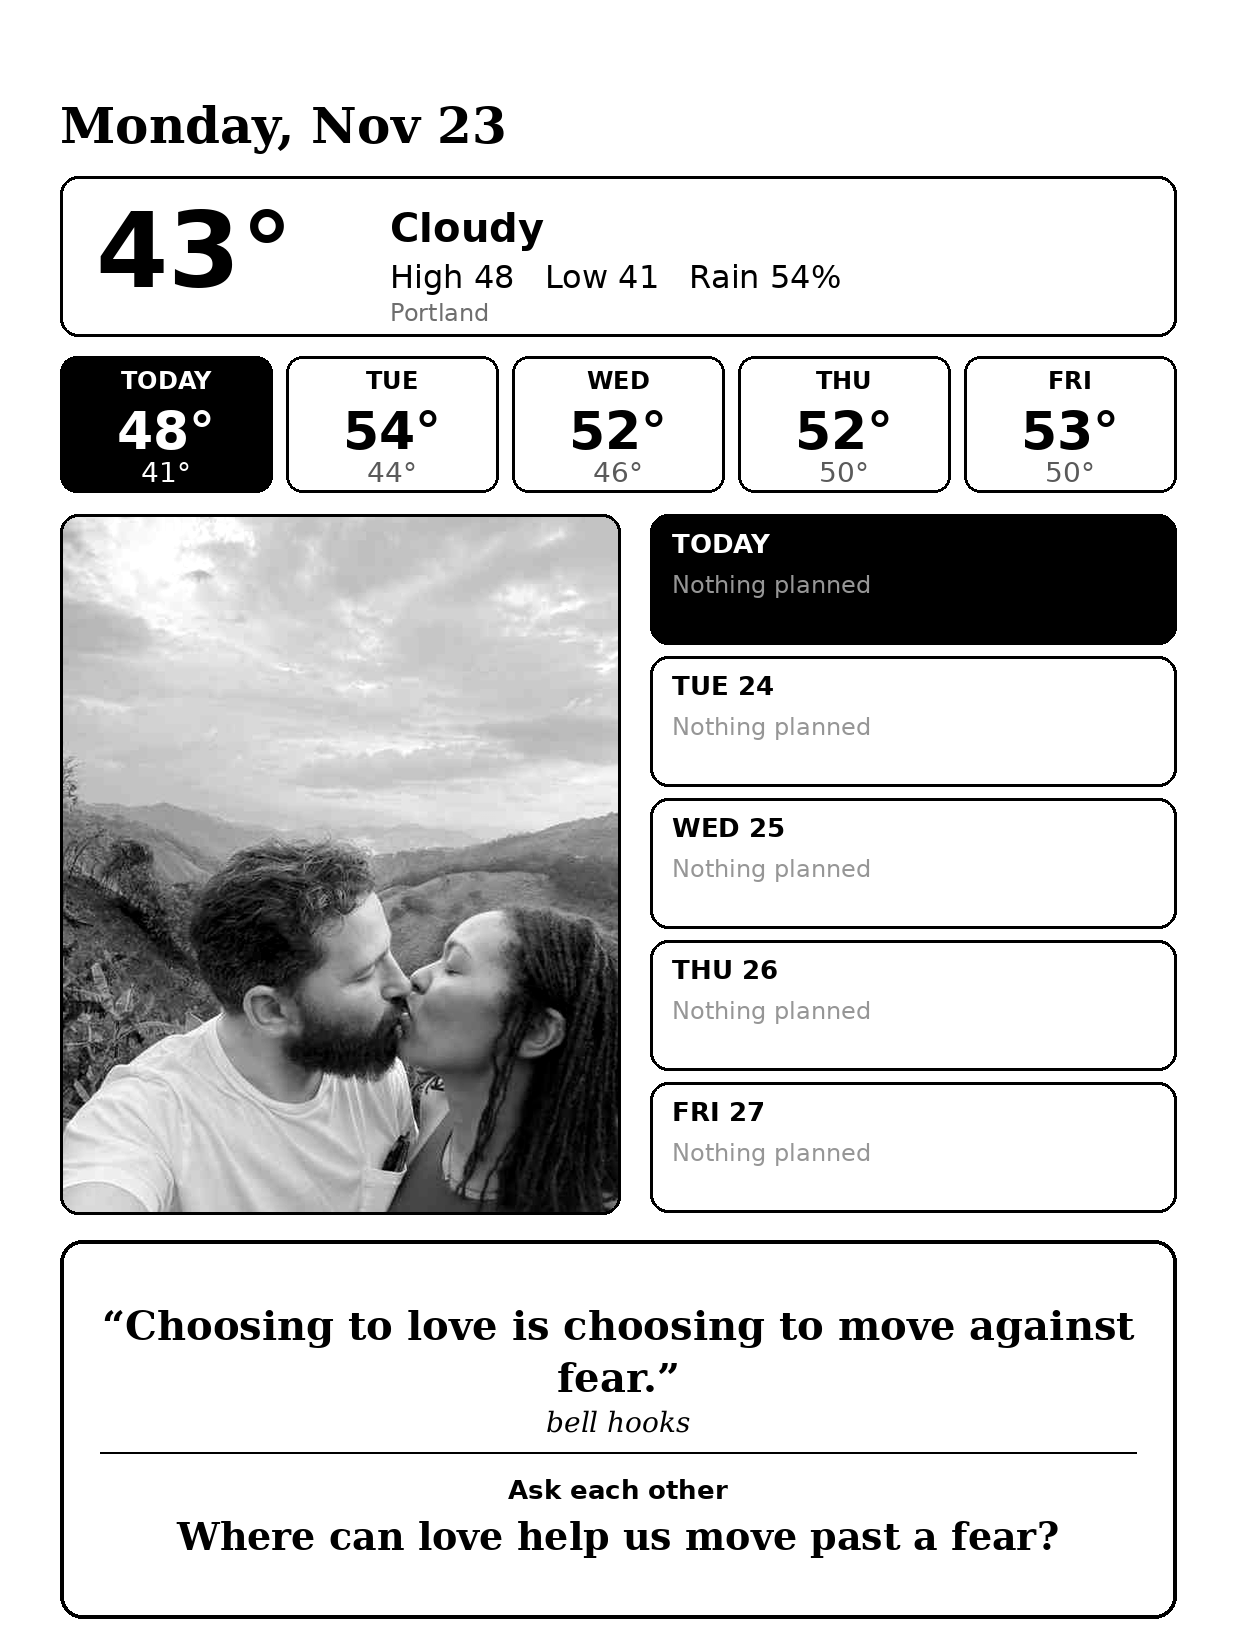 Monday, Nov 23
43°
Cloudy
High 48 Low 41 Rain 54%
Portland
TODAY
48°
41°
TUE
54°
44°
WED
52°
46°
THU
52°
50°
FRI
53°
50°
TODAY
Nothing planned
TUE 24
Nothing planned
WED 25
Nothing planned
THU 26
Nothing planned
FRI 27
Nothing planned
“Choosing to love is choosing to move against
fear.”
bell hooks
Ask each other
Where can love help us move past a fear?